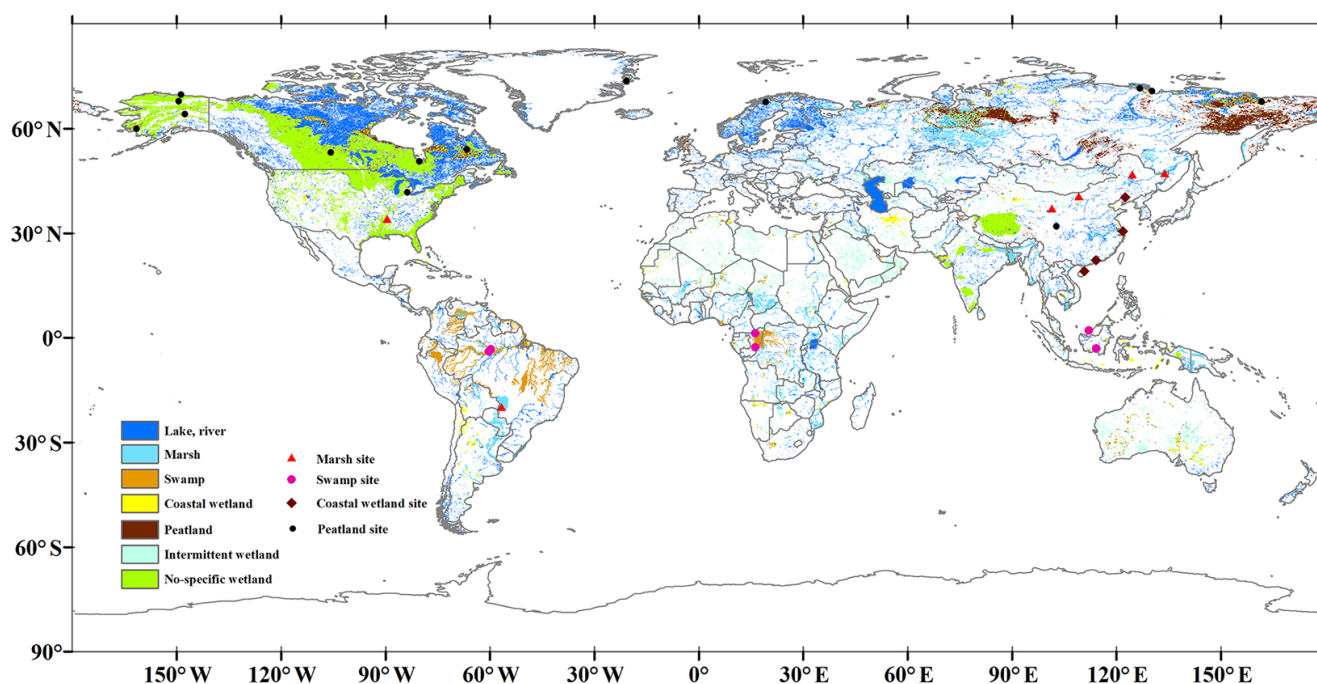 60° N
30° N
0°
30° S
60° S
90°
Lake, river
Marsh
Swamp
Coastal wetland
Peatland
Intermittent wetland
No-specific wetland
Marsh site
Swamp site
Coastal wetland site
Peatland site
150° W
120° W
90° W
60° W
30° W
0°
30° E
60° E
90° E
120° E
150° E